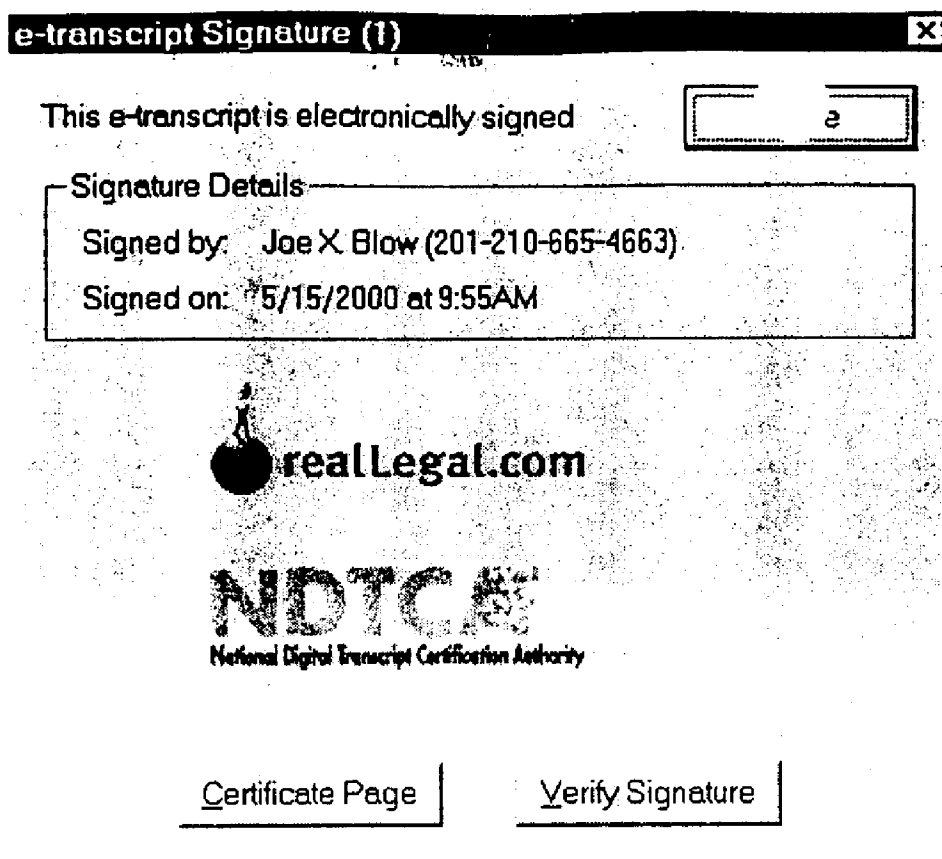 e-transcript Signature (1)
This e-transcript is electronically signed
Signature Details
Signed by: Joe X. Blow (201-210-665-4663)
Signed on: 5/15/2000 at 9:55AM
realLegal.com
NDTCA
National Digital Transcript Certification Authority
Certificate Page
Verify Signature